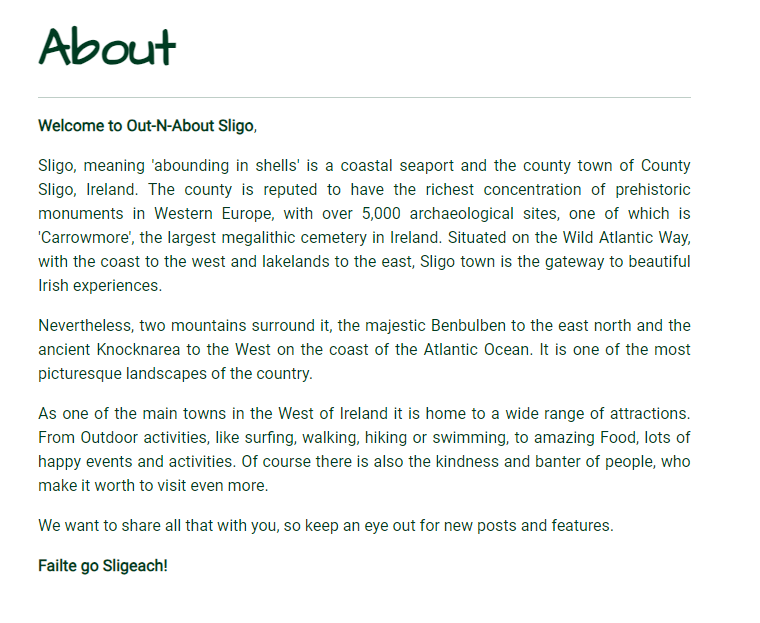 About
Welcome to Out-N-About Sligo,
Sligo, meaning 'abounding in shells' is a coastal seaport and the county town of County
Sligo, Ireland. The county is reputed to have the richest concentration of prehistoric
monuments in Western Europe, with over 5,000 archaeological sites, one of which is
'Carrowmore', the largest megalithic cemetery in Ireland. Situated on the Wild Atlantic Way,
with the coast to the west and lakelands to the east, Sligo town is the gateway to beautiful
Irish experiences.
Nevertheless, two mountains surround it, the majestic Benbulben to the east north and the
ancient Knocknarea to the West on the coast of the Atlantic Ocean. It is one of the most
picturesque landscapes of the country.
As one of the main towns in the West of Ireland it is home to a wide range of attractions.
From Outdoor activities, like surfing, walking, hiking or swimming, to amazing Food, lots of
happy events and activities. Of course there is also the kindness and banter of people, who
make it worth to visit even more.
We want to share all that with you, so keep an eye out for new posts and features.
Failte go Sligeach!